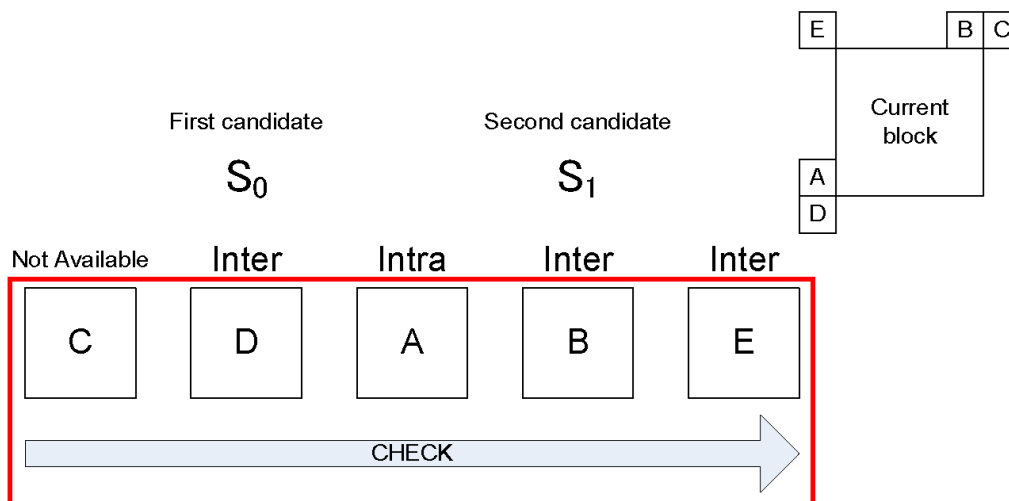 E B C
Current
block
First candidate Second candidate
S₀ S₁
A
D
Not Available Inter Intra Inter Inter
C D A B E
CHECK